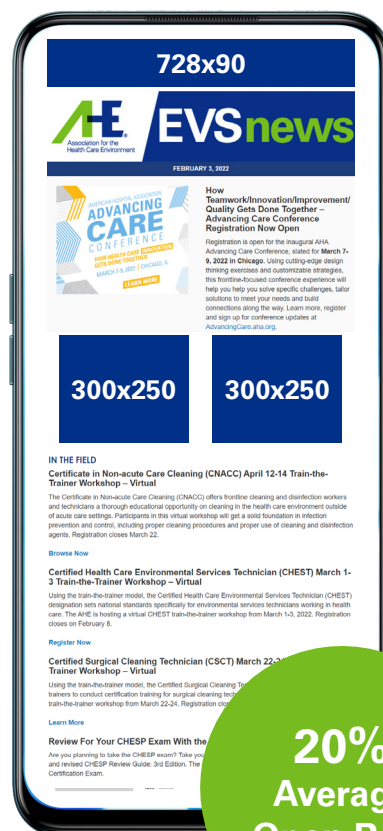 728x90
AHE
Association for the
Health Care Environment
EVSnews
FEBRUARY 3, 2022
AMERICAN HOSPITAL ASSOCIATION
ADVANCING
CARE
CONFERENCE
HOW HEALTH CARE INNOVATION
GETS DONE TOGETHER
MARCH 7-9, 2022 | CHICAGO, IL
LEARN MORE
How
Teamwork/Innovation/Improvement/
Quality Gets Done Together –
Advancing Care Conference
Registration Now Open
Registration is open for the inaugural AHA
Advancing Care Conference, slated for March 7-
9, 2022 in Chicago. Using cutting-edge design
thinking exercises and customizable strategies,
this frontline-focused conference experience will
help you help you solve specific challenges, tailor
solutions to meet your needs and build
connections along the way. Learn more, register
and sign up for conference updates at
AdvancingCare.aha.org.
300x250
300x250
IN THE FIELD
Certificate in Non-acute Care Cleaning (CNACC) April 12-14 Train-the-
Trainer Workshop – Virtual
The Certificate in Non-acute Care Cleaning (CNACC) offers frontline cleaning and disinfection workers
and technicians a thorough educational opportunity on cleaning in the health care environment outside
of acute care settings. Participants in this virtual workshop will get a solid foundation in infection
prevention and control, including proper cleaning procedures and proper use of cleaning and disinfection
agents. Registration closes March 22.
Browse Now
Certified Health Care Environmental Services Technician (CHEST) March 1-
3 Train-the-Trainer Workshop – Virtual
Using the train-the-trainer model, the Certified Health Care Environmental Services Technician (CHEST)
designation sets national standards specifically for environmental services technicians working in health
care. The AHE is hosting a virtual CHEST train-the-trainer workshop from March 1-3, 2022. Registration
closes on February 8.
Register Now
Certified Surgical Cleaning Technician (CSCT) March 22-2
Trainer Workshop – Virtual
Using the train-the-trainer model, the Certified Surgical Cleaning Te
trainers to conduct certification training for surgical cleaning tech
train-the-trainer workshop from March 22-24. Registration clos
Learn More
Review For Your CHESP Exam With the
Are you planning to take the CHESP exam? Take you
and revised CHESP Review Guide: 3rd Edition. The
Certification Exam.
20%
Averag